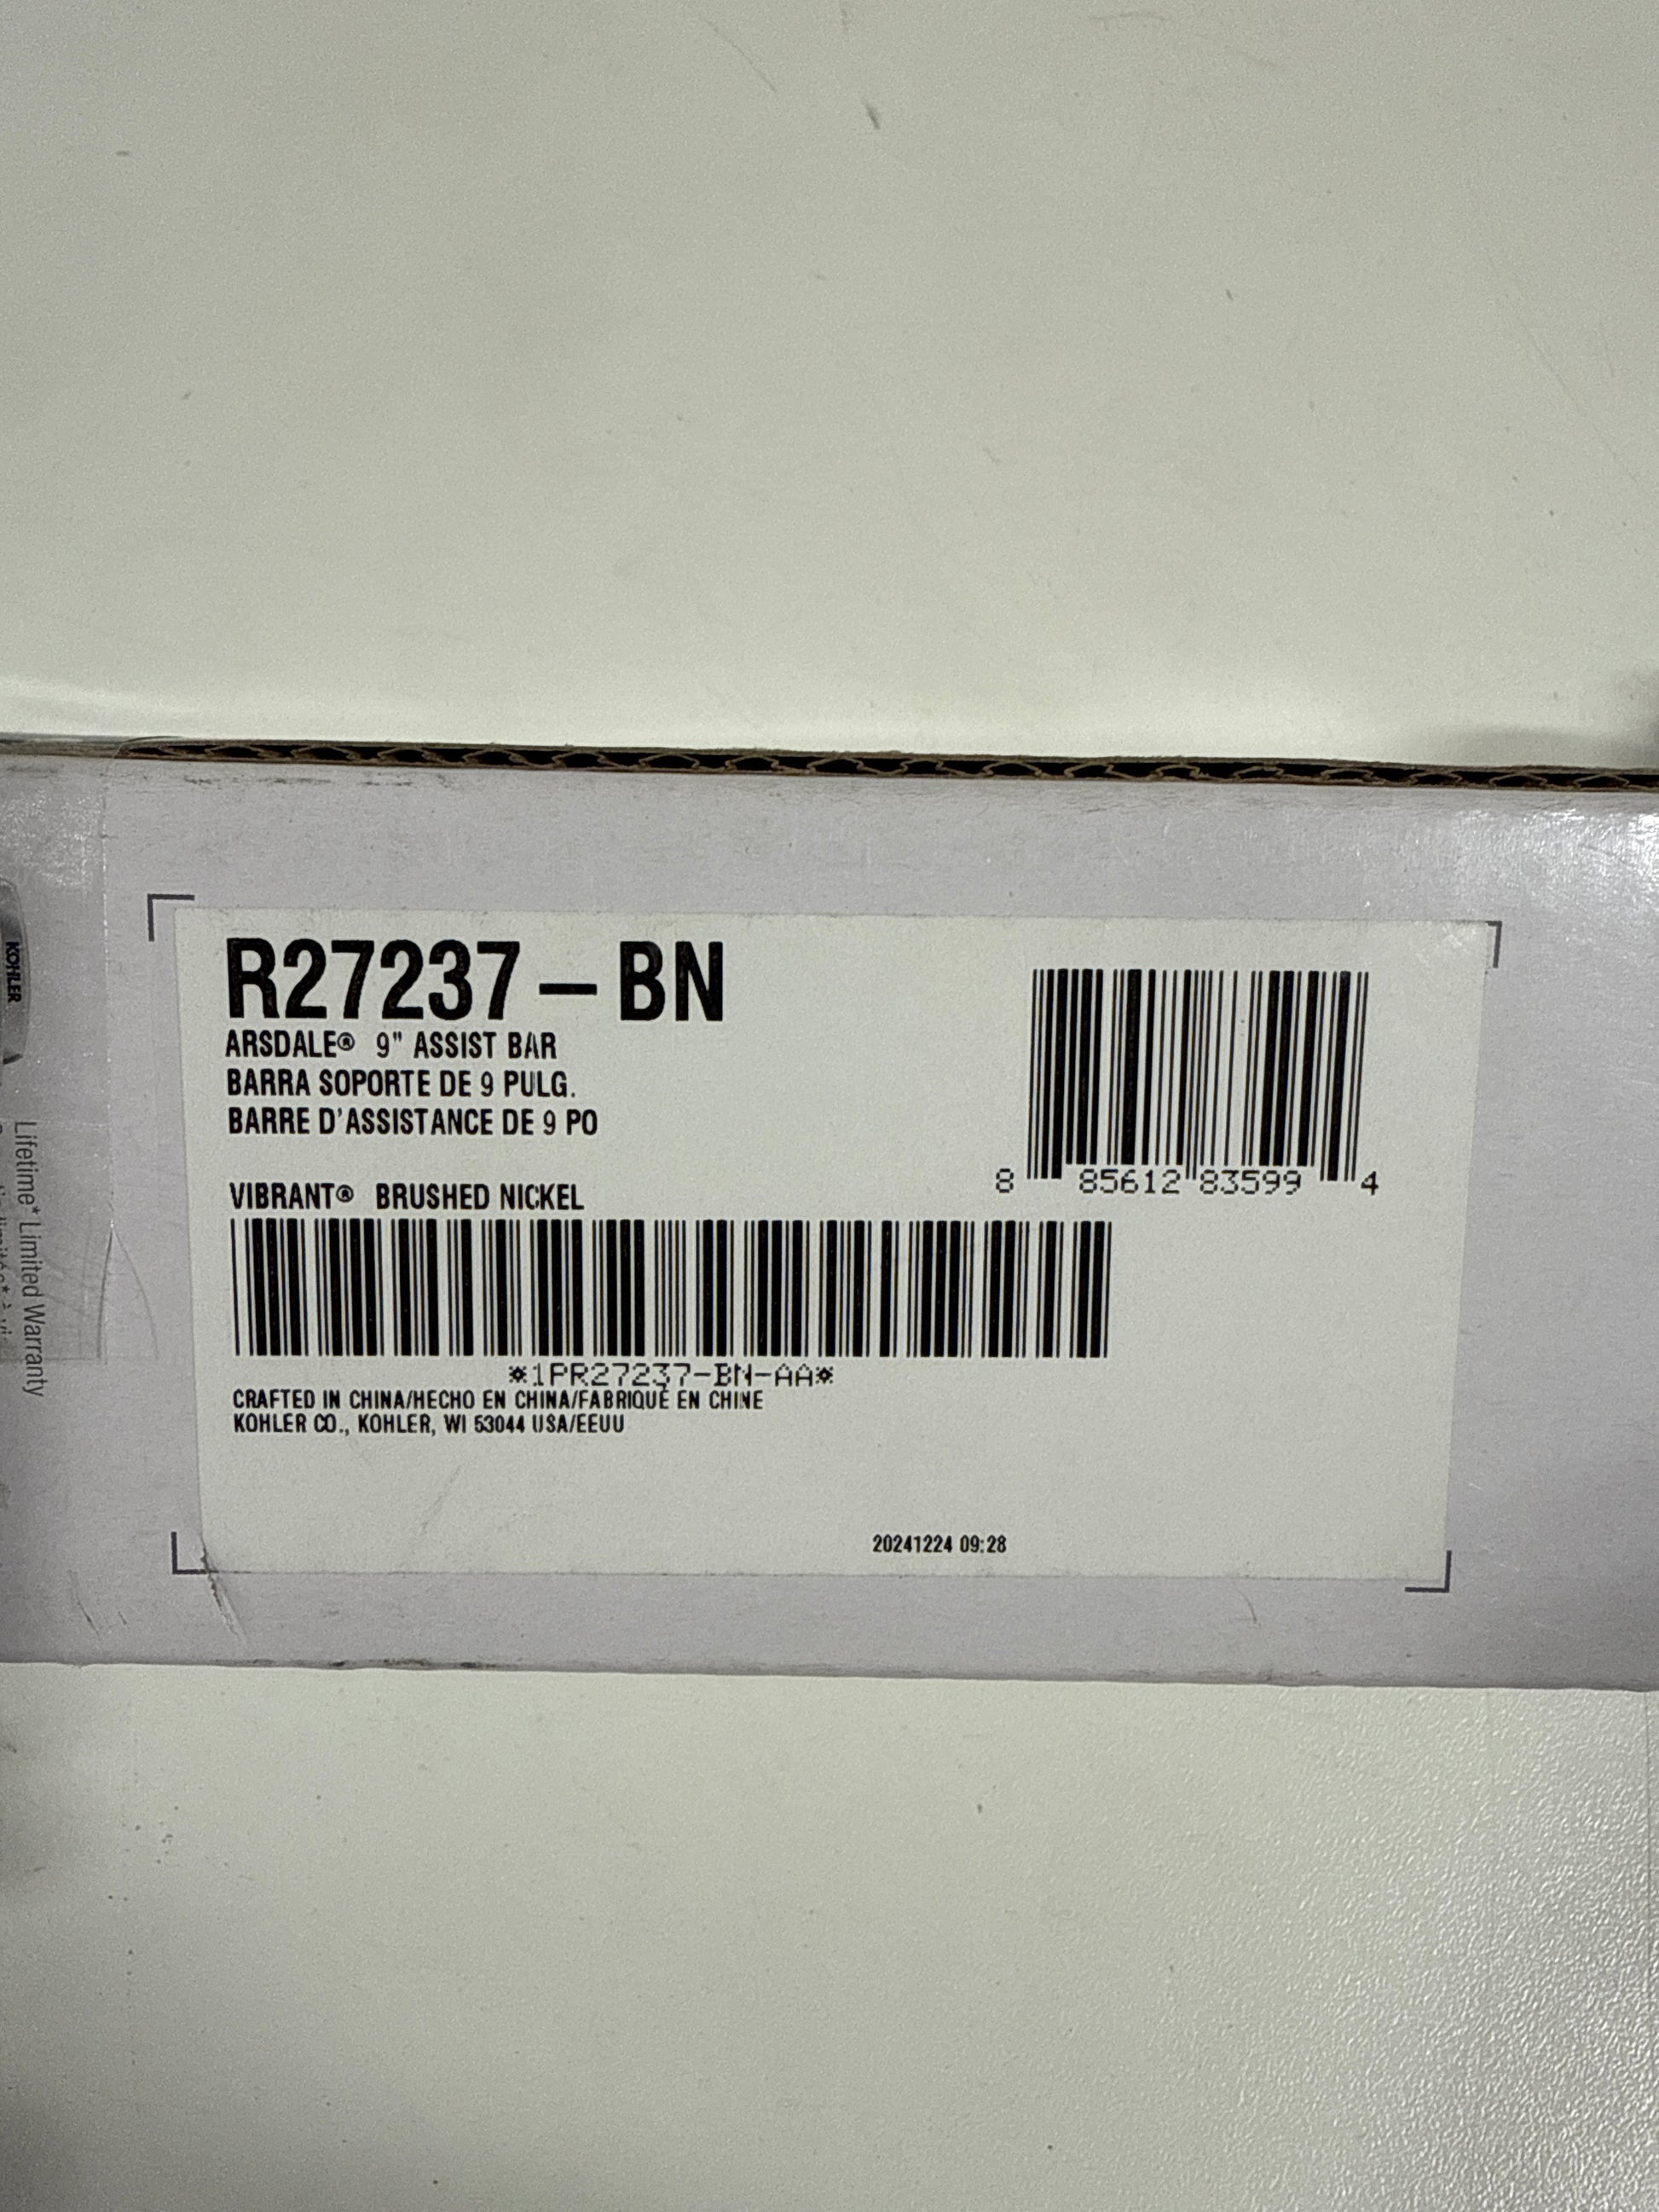 R27237-BN
ARSDALE® 9" ASSIST BAR
BARRA SOPORTE DE 9 PULG.
BARRE D'ASSISTANCE DE 9 PO
VIBRANT® BRUSHED NICKEL
8 85612 83599 4
*1PR27237-BN-AA*
CRAFTED IN CHINA/HECHO EN CHINA/FABRIQUÉ EN CHINE
KOHLER CO., KOHLER, WI 53044 USA/EEUU
20241224 09:28
KOHLER
Lifetime* Limited Warranty